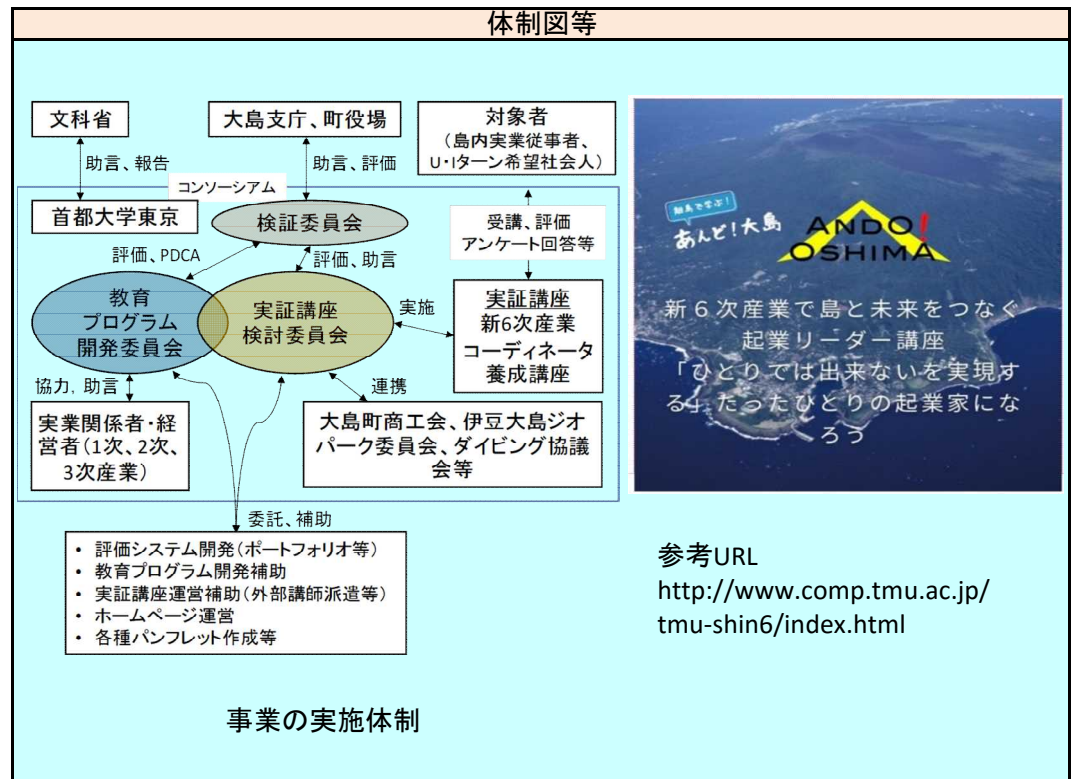 体制図等
文科省
大島支庁、町役場
対象者
（島内実業従事者、
U・Iターン希望社会人）
助言、報告
助言、評価
コンソーシアム
首都大学東京
検証委員会
受講、評価
アンケート回答等
評価、PDCA
評価、助言
教育
プログラム
開発委員会
実証講座
検討委員会
実施
実証講座
新6次産業
コーディネータ
養成講座
協力，助言
連携
実業関係者・経
営者（1次、2次、
3次産業）
大島町商工会、伊豆大島ジオ
パーク委員会、ダイビング協議
会等
委託、補助
• 評価システム開発（ポートフォリオ等）
• 教育プログラム開発補助
• 実証講座運営補助（外部講師派遣等）
• ホームページ運営
• 各種パンフレット作成等
事業の実施体制
離島で学ぶ！
あんど！大島
ANDO!
OSHIMA
新６次産業で島と未来をつなぐ
起業リーダー講座
「ひとりでは出来ないを実現す
る」たったひとりの起業家にな
ろう
参考URL
http://www.comp.tmu.ac.jp/
tmu-shin6/index.html